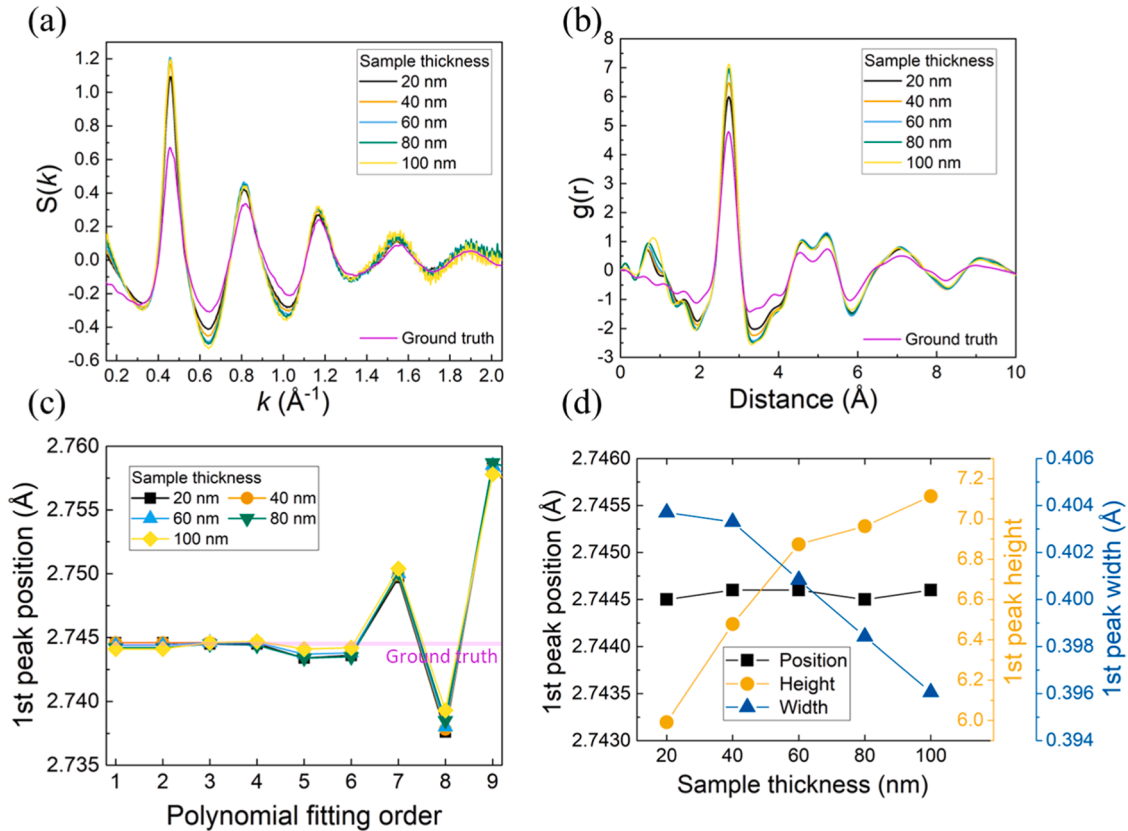 (a)
S(k)
1.2
1.0
0.8
0.6
0.4
0.2
0.0
-0.2
-0.4
-0.6
Sample thickness
20 nm
40 nm
60 nm
80 nm
100 nm
Ground truth
0.2 0.4 0.6 0.8 1.0 1.2 1.4 1.6 1.8 2.0
k (Å⁻¹)
(b)
g(r)
8
7
6
5
4
3
2
1
0
-1
-2
-3
Sample thickness
20 nm
40 nm
60 nm
80 nm
100 nm
Ground truth
0 2 4 6 8 10
Distance (Å)
(c)
1st peak position (Å)
2.760
2.755
2.750
2.745
2.740
2.735
Sample thickness
20 nm 40 nm
60 nm 80 nm
100 nm
Ground truth
1 2 3 4 5 6 7 8 9
Polynomial fitting order
(d)
1st peak position (Å)
2.7460
2.7455
2.7450
2.7445
2.7440
2.7435
2.7430
Position
Height
Width
20 40 60 80 100
Sample thickness (nm)
7.2
7.0
6.8
6.6
6.4
6.2
6.0
1st peak height
0.406
0.404
0.402
0.400
0.398
0.396
0.394
1st peak width (Å)